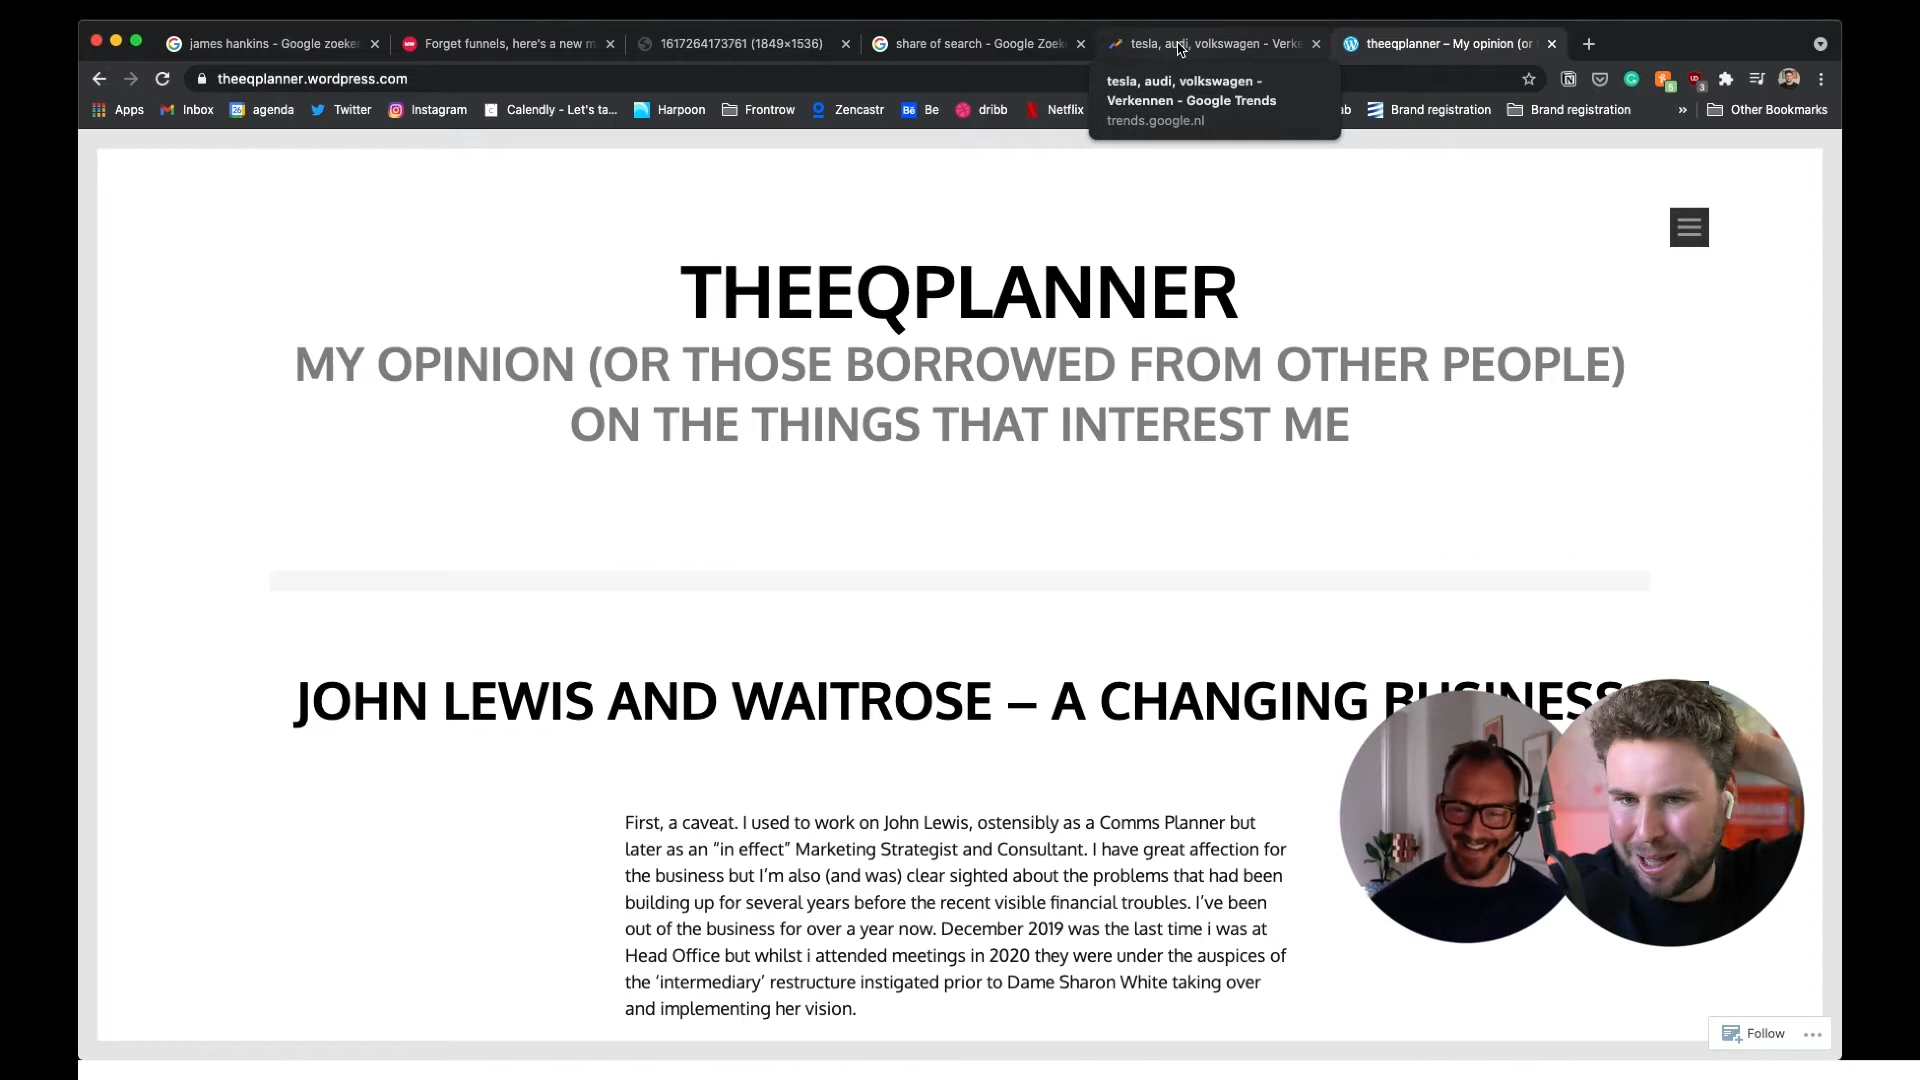 james hankins - Google zoeke
Forget funnels, here's a new m
1617264173761 (1849×1536)
share of search - Google Zoek
tesla, audi, volkswagen - Verke
theeqplanner – My opinion (or
theeqplanner.wordpress.com
tesla, audi, volkswagen -
Verkennen - Google Trends
trends.google.nl
5
3
Apps
Inbox
26
agenda
Twitter
Instagram
Calendly - Let's ta...
Harpoon
Frontrow
Zencastr
Bē
Be
dribb
Netflix
ab
Brand registration
Brand registration
»
Other Bookmarks
THEEQPLANNER
MY OPINION (OR THOSE BORROWED FROM OTHER PEOPLE)
ON THE THINGS THAT INTEREST ME
JOHN LEWIS AND WAITROSE – A CHANGING BUSINESS
First, a caveat. I used to work on John Lewis, ostensibly as a Comms Planner but
later as an “in effect” Marketing Strategist and Consultant. I have great affection for
the business but I’m also (and was) clear sighted about the problems that had been
building up for several years before the recent visible financial troubles. I’ve been
out of the business for over a year now. December 2019 was the last time i was at
Head Office but whilst i attended meetings in 2020 they were under the auspices of
the ‘intermediary’ restructure instigated prior to Dame Sharon White taking over
and implementing her vision.
Follow